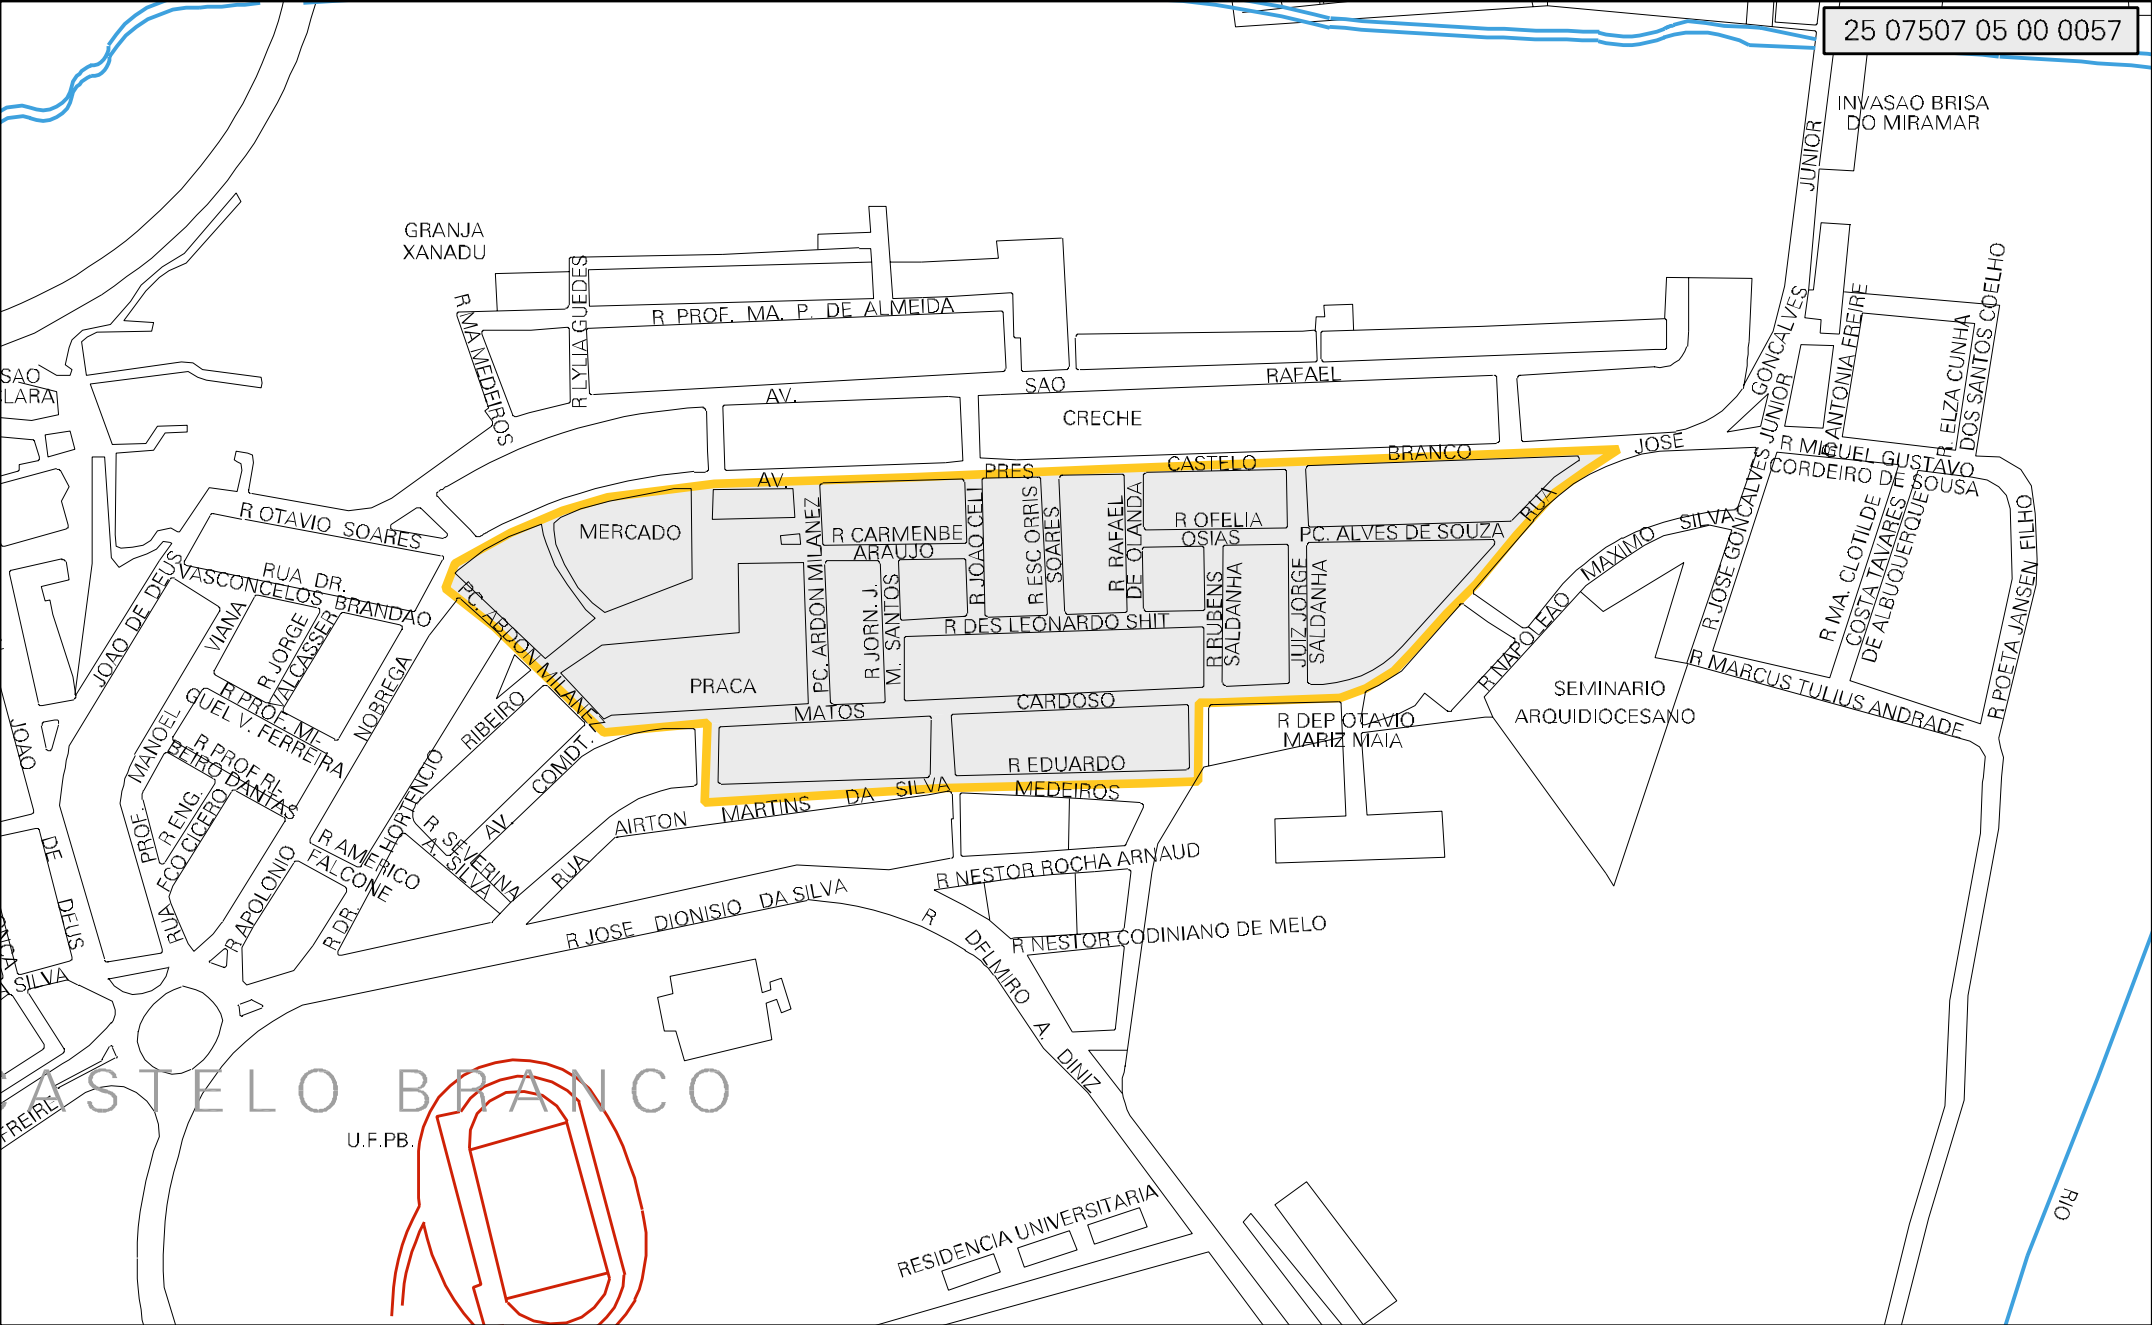 25 07507 05 00 0057
INVASAO BRISA
DO MIRAMAR
JUNIOR
GRANJA
XANADU
R MA MEDEIROS
R LYLIA GUEDES
R PROF. MA. P. DE ALMEIDA
AV. SAO RAFAEL
CRECHE
GONCALVES
R ANTONIA FREIRE
R. ELZA CUNHA
DOS SANTOS COELHO
SAO
LARA
AV. PRES CASTELO BRANCO
RUA JOSE
R MIGUEL GUSTAVO
CORDEIRO DE SOUSA
R JOSE GONCALVES JUNIOR
R OTAVIO SOARES
MERCADO
PC. ARDON MILANEZ
R CARMENBE
ARAUJO
R JOAO CELI
R ESC ORRIS
SOARES
R RAFAEL
DE OLANDA
R OFELIA
OSIAS
PC. ALVES DE SOUZA
R NAPOLEAO MAXIMO SILVA
R MA. CLOTILDE
COSTA TAVARES
DE ALBUQUERQUE
R POETA JANSEN FILHO
RUA DR.
VASCONCELOS BRANDAO
JOAO DE DEUS
VIANA
R JORGE
VALCASSER
PC. ABDON MILANEZ
R JORN. J.
M. SANTOS
R DES LEONARDO SHIT
R RUBENS
SALDANHA
JUIZ JORGE
SALDANHA
PRACA
MATOS CARDOSO
R EDUARDO
MEDEIROS
R DEP OTAVIO
MARIZ MAIA
SEMINARIO
ARQUIDIOCESANO
R MARCUS TULIUS ANDRADE
R PROF. MI-
GUEL V. FERREIRA
R PROF RI-
BEIRO DANTAS
PROF. MANOEL
R ENG.
RUA FCO CICERO
R APOLONIO NOBREGA
R DR. HORTENCIO RIBEIRO
R AMERICO
FALCONE
R. SEVERINA
A. SILVA
AV. COMDT.
RUA AIRTON MARTINS DA SILVA
JOAO DE DEUS
A SILVA
FREIRE
R JOSE DIONISIO DA SILVA
R NESTOR ROCHA ARNAUD
R NESTOR CODINIANO DE MELO
R DELMIRO A. DINIZ
CASTELO BRANCO
U.F.PB.
RESIDENCIA UNIVERSITARIA
RIO